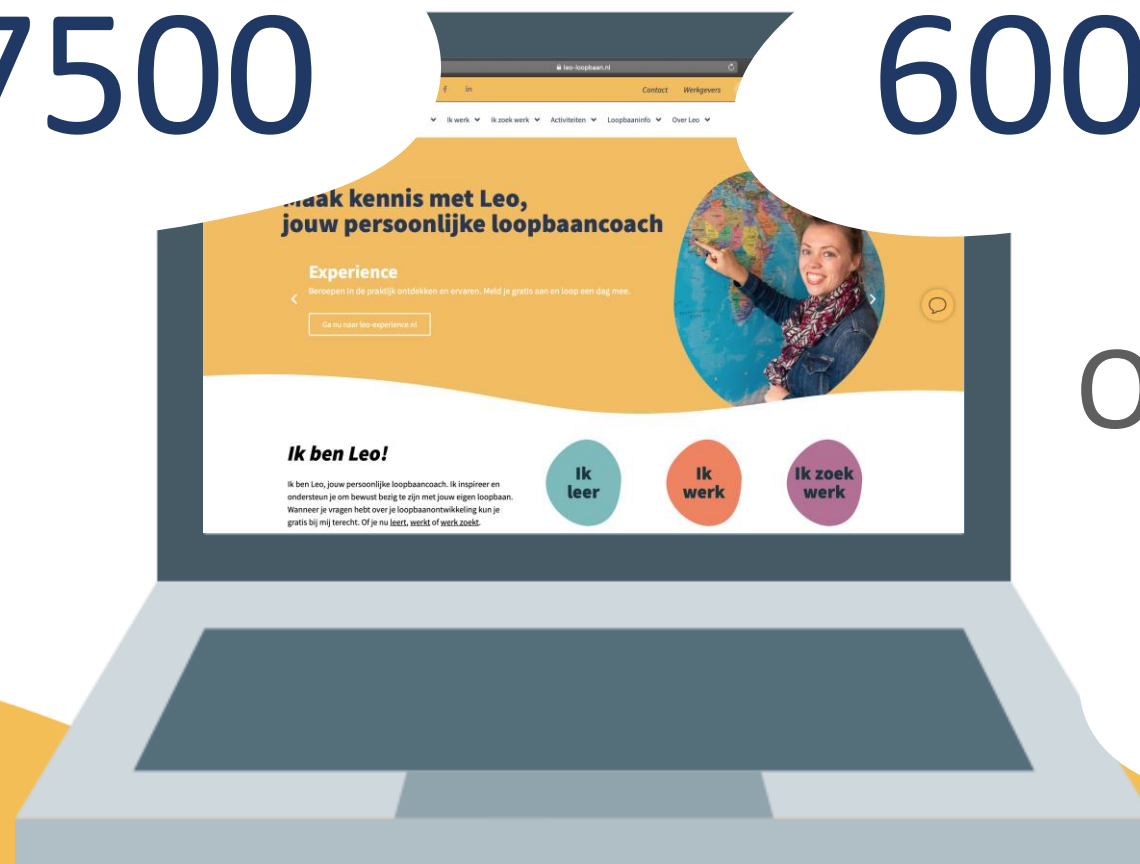 7500
600
leo-loopbaan.nl
Contact Werkgevers
Ik werk Ik zoek werk Activiteiten Loopbaaninfo Over Leo
Maak kennis met Leo,
jouw persoonlijke loopbaancoach
Experience
Beroepen in de praktijk ontdekken en ervaren. Meld je gratis aan en loop een dag mee.
Ga nu naar leo-experience.nl
O
Ik ben Leo!
Ik ben Leo, jouw persoonlijke loopbaancoach. Ik inspireer en
ondersteun je om bewust bezig te zijn met jouw eigen loopbaan.
Wanneer je vragen hebt over je loopbaanontwikkeling kun je
gratis bij mij terecht. Of je nu leert, werkt of werk zoekt.
Ik
leer
Ik
werk
Ik zoek
werk